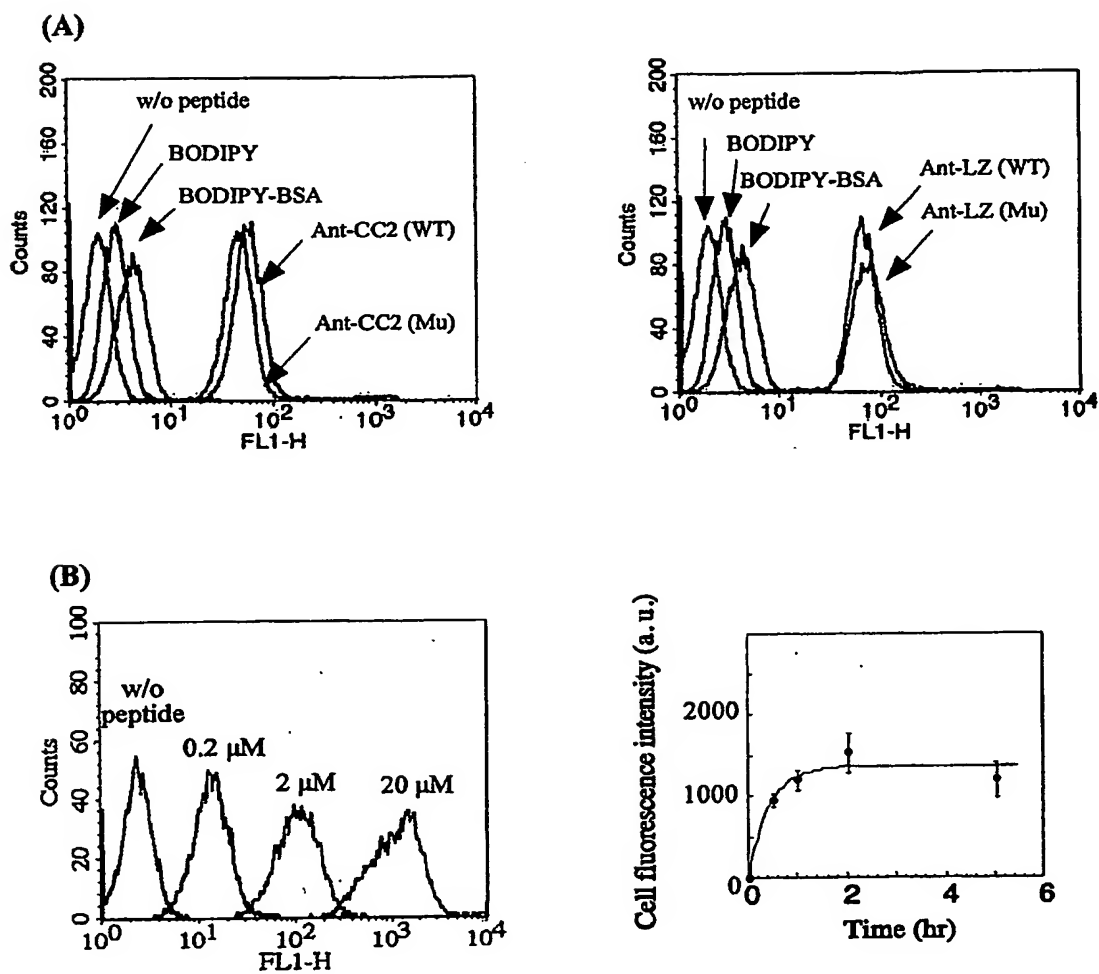 (A)
200
160
120
80
40
0
Counts
w/o peptide
BODIPY
BODIPY-BSA
Ant-CC2 (WT)
Ant-CC2 (Mu)
10^0
10^1
10^2
10^3
10^4
FL1-H
200
160
120
80
40
0
Counts
w/o peptide
BODIPY
BODIPY-BSA
Ant-LZ (WT)
Ant-LZ (Mu)
10^0
10^1
10^2
10^3
10^4
FL1-H
(B)
100
80
60
40
20
0
Counts
w/o
peptide
0.2 µM
2 µM
20 µM
10^0
10^1
10^2
10^3
10^4
FL1-H
Cell fluorescence intensity (a. u.)
2000
1000
0
0
2
4
6
Time (hr)